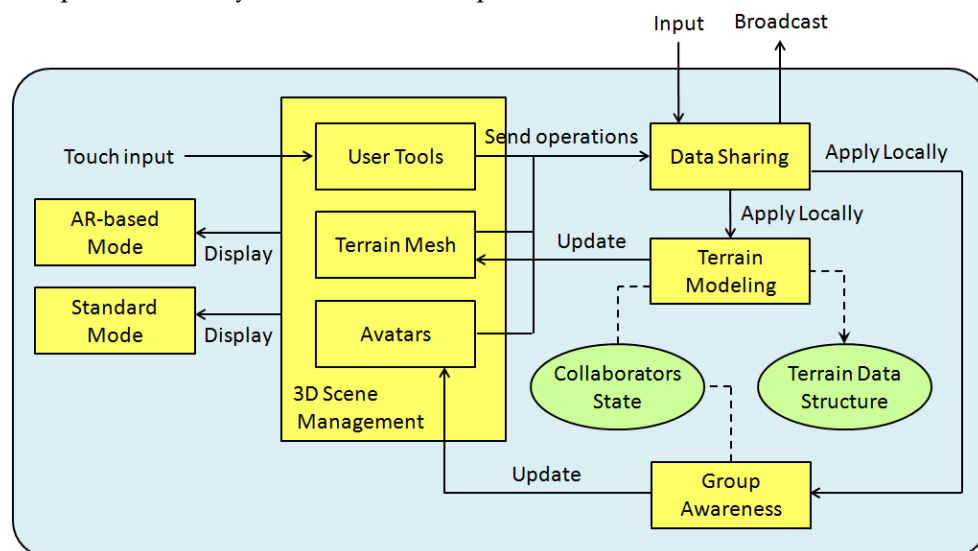 Input
Broadcast
Touch input
User Tools
Send operations
Data Sharing
Apply Locally
AR-based
Mode
Display
Terrain Mesh
Update
Apply Locally
Terrain
Modeling
Standard
Mode
Display
Avatars
Collaborators
State
Terrain Data
Structure
3D Scene
Management
Update
Group
Awareness